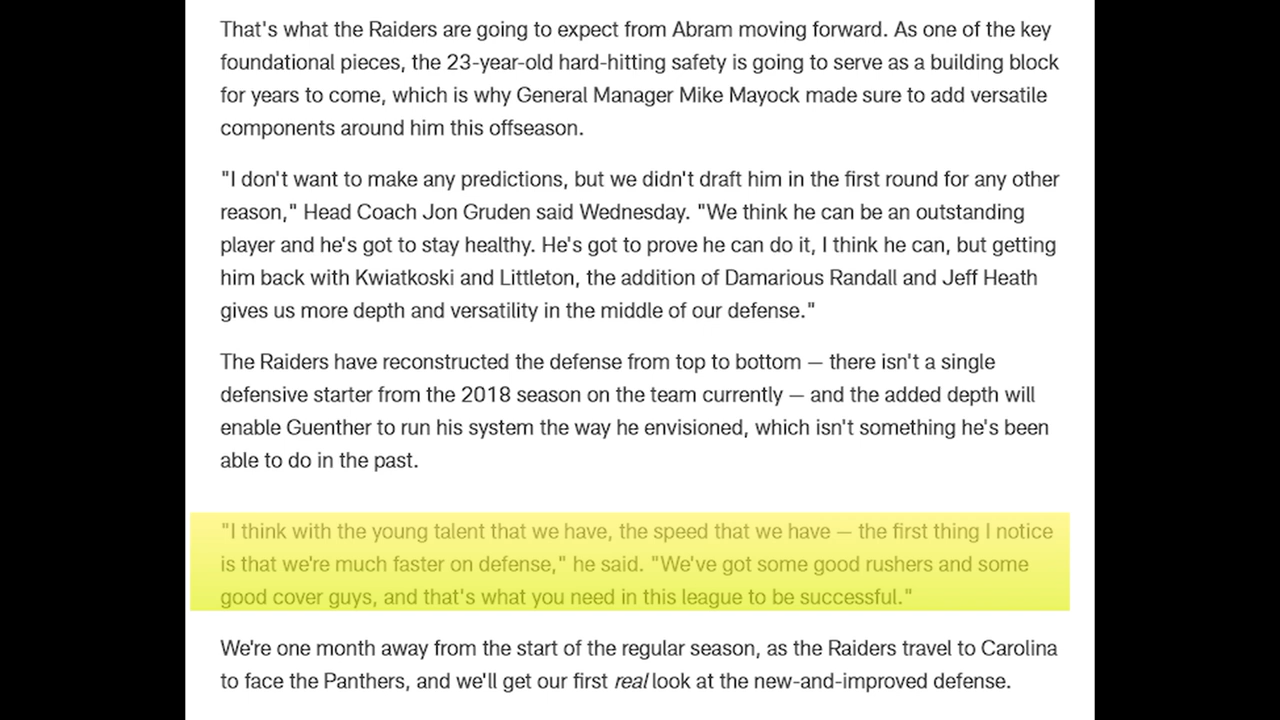 That's what the Raiders are going to expect from Abram moving forward. As one of the key
foundational pieces, the 23-year-old hard-hitting safety is going to serve as a building block
for years to come, which is why General Manager Mike Mayock made sure to add versatile
components around him this offseason.
"I don't want to make any predictions, but we didn't draft him in the first round for any other
reason," Head Coach Jon Gruden said Wednesday. "We think he can be an outstanding
player and he's got to stay healthy. He's got to prove he can do it, I think he can, but getting
him back with Kwiatkoski and Littleton, the addition of Damarious Randall and Jeff Heath
gives us more depth and versatility in the middle of our defense."
The Raiders have reconstructed the defense from top to bottom — there isn't a single
defensive starter from the 2018 season on the team currently — and the added depth will
enable Guenther to run his system the way he envisioned, which isn't something he's been
able to do in the past.
"I think with the young talent that we have, the speed that we have — the first thing I notice
is that we're much faster on defense," he said. "We've got some good rushers and some
good cover guys, and that's what you need in this league to be successful."
We're one month away from the start of the regular season, as the Raiders travel to Carolina
to face the Panthers, and we'll get our first real look at the new-and-improved defense.